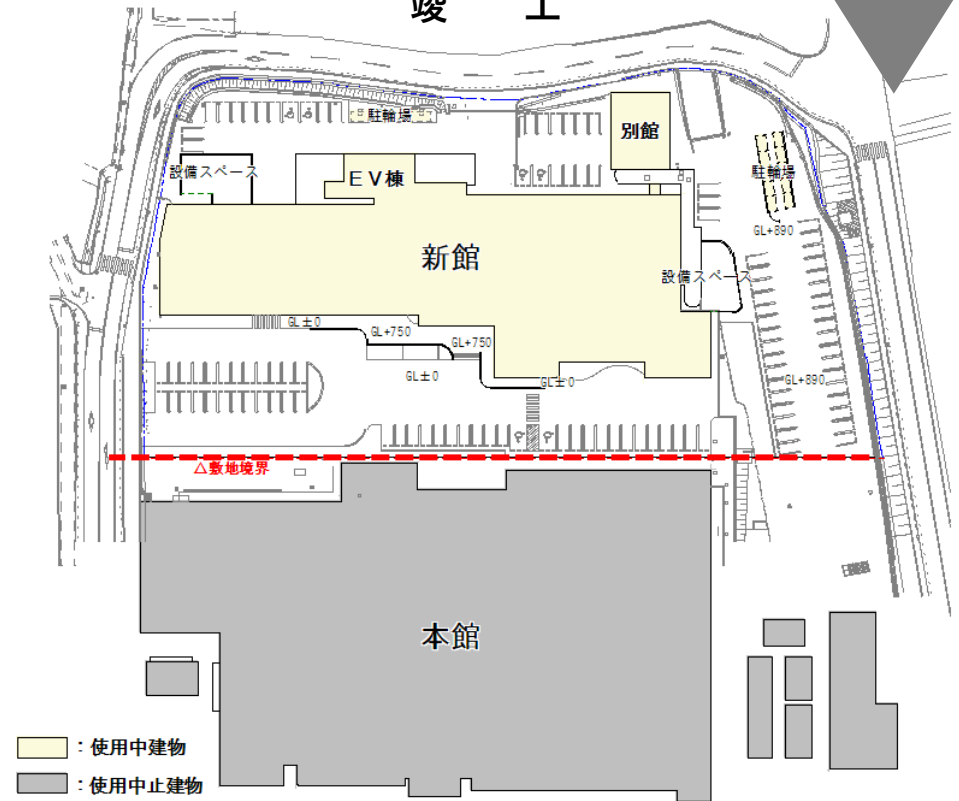 竣 工
駐輪場
別館
設備スペース
EV棟
駐輪場
GL+890
新館
設備スペース
GL±0
GL+750
GL+750
GL±0
GL±0
GL+890
△敷地境界
本館
：使用中建物
：使用中止建物